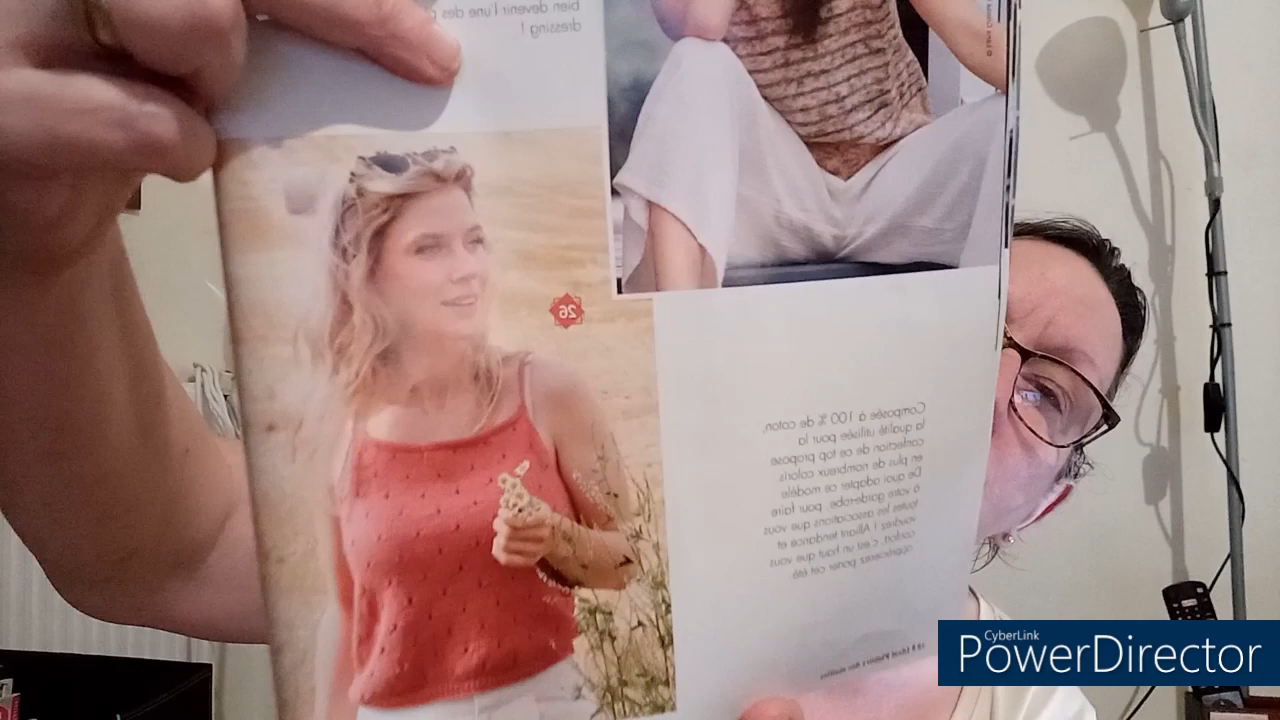 bien devenir l'une des
dressing !
26
Composée à 100 % de coton,
la qualité utilisée pour la
confection de ce top propose
en plus de nombreux coloris
De quoi adapter ce modèle
à votre garde-robe, pour faire
toutes les associations que vous
voudrez ! Alliant tendance et
confort, c'est un haut que vous
apprécierez porter cet été.
CyberLink
PowerDirector